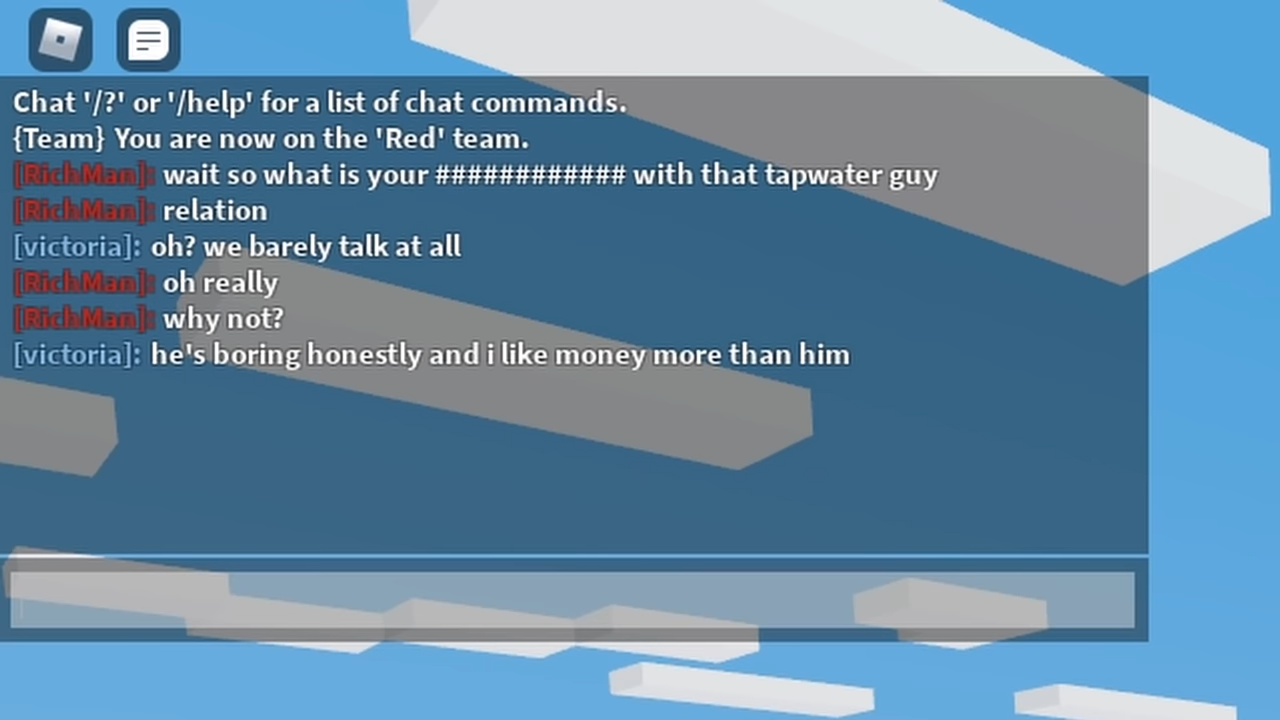 Chat '/?' or '/help' for a list of chat commands.
{Team} You are now on the 'Red' team.
[RichMan]: wait so what is your ############ with that tapwater guy
[RichMan]: relation
[victoria]: oh? we barely talk at all
[RichMan]: oh really
[RichMan]: why not?
[victoria]: he's boring honestly and i like money more than him